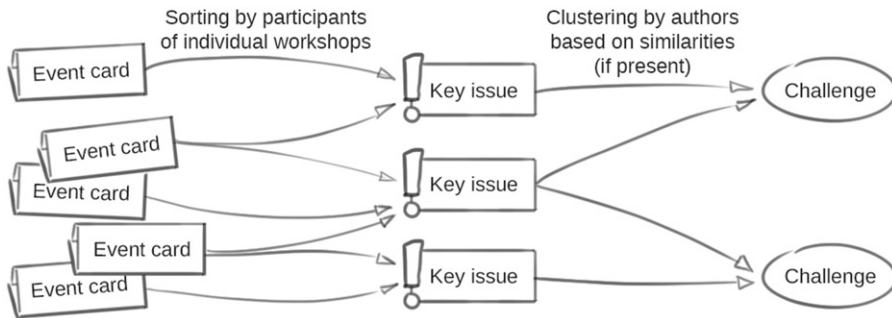 Sorting by participants
of individual workshops
Clustering by authors
based on similarities
(if present)
Event card
Key issue
Challenge
Event card
Event card
Key issue
Event card
Event card
Key issue
Challenge